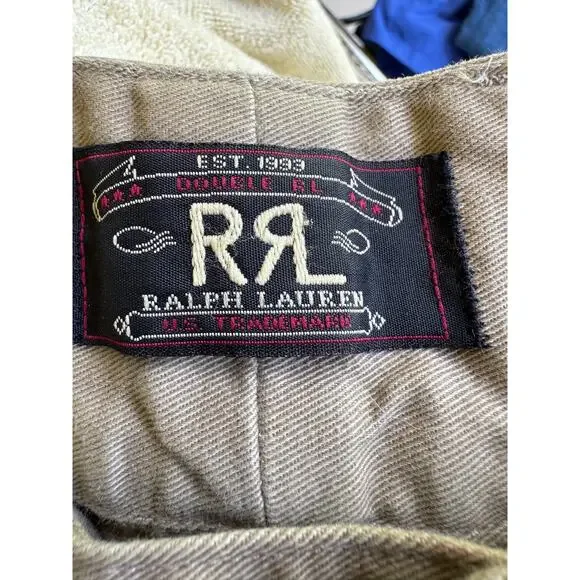 EST. 1993
DOUBLE RL
RRL
RALPH LAUREN
U.S. TRADEMARK